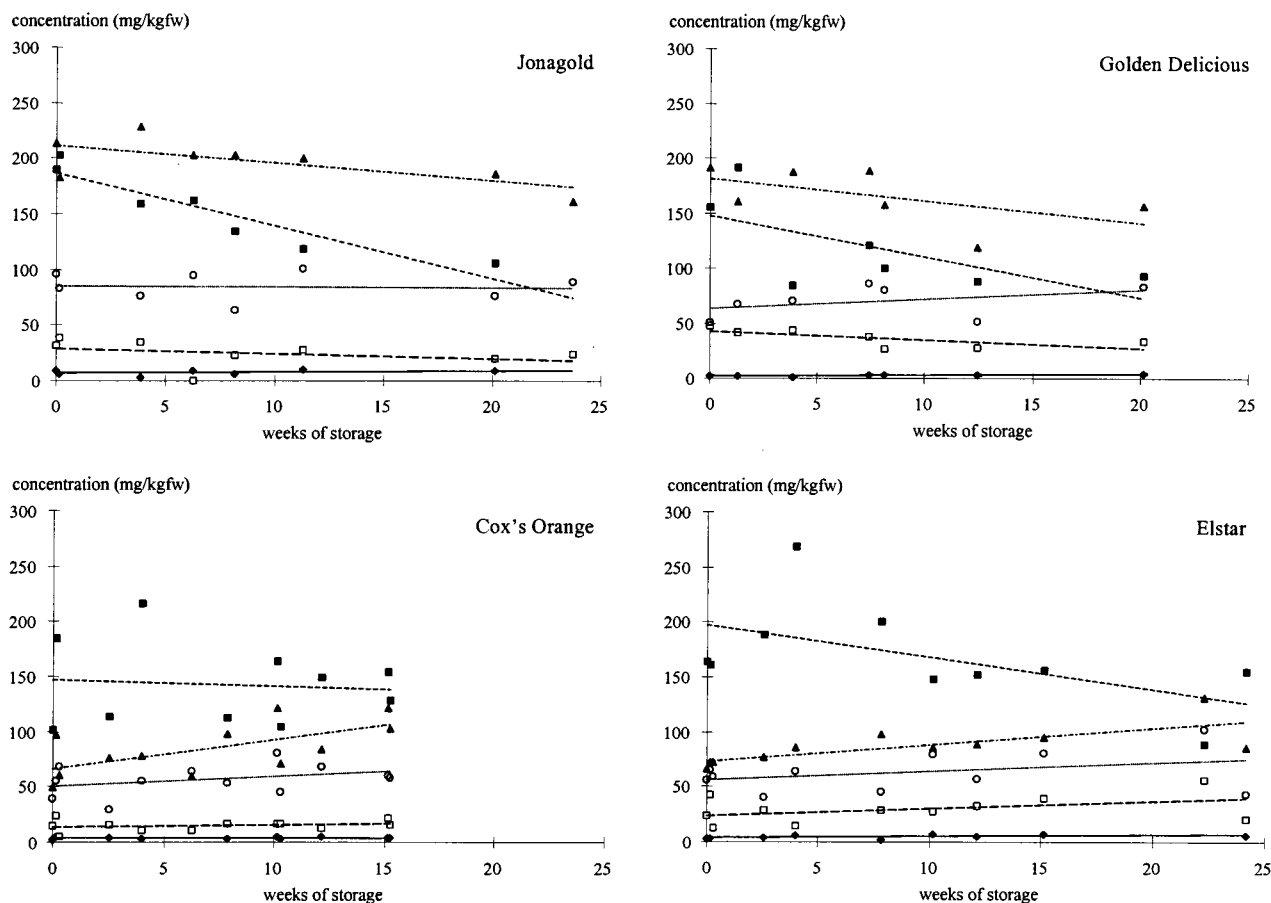 concentration (mg/kgfw)
Jonagold
300
250
200
150
100
50
0
0 5 10 15 20 25
weeks of storage
concentration (mg/kgfw)
Golden Delicious
300
250
200
150
100
50
0
0 5 10 15 20 25
weeks of storage
concentration (mg/kgfw)
Cox's Orange
300
250
200
150
100
50
0
0 5 10 15 20 25
weeks of storage
concentration (mg/kgfw)
Elstar
300
250
200
150
100
50
0
0 5 10 15 20 25
weeks of storage